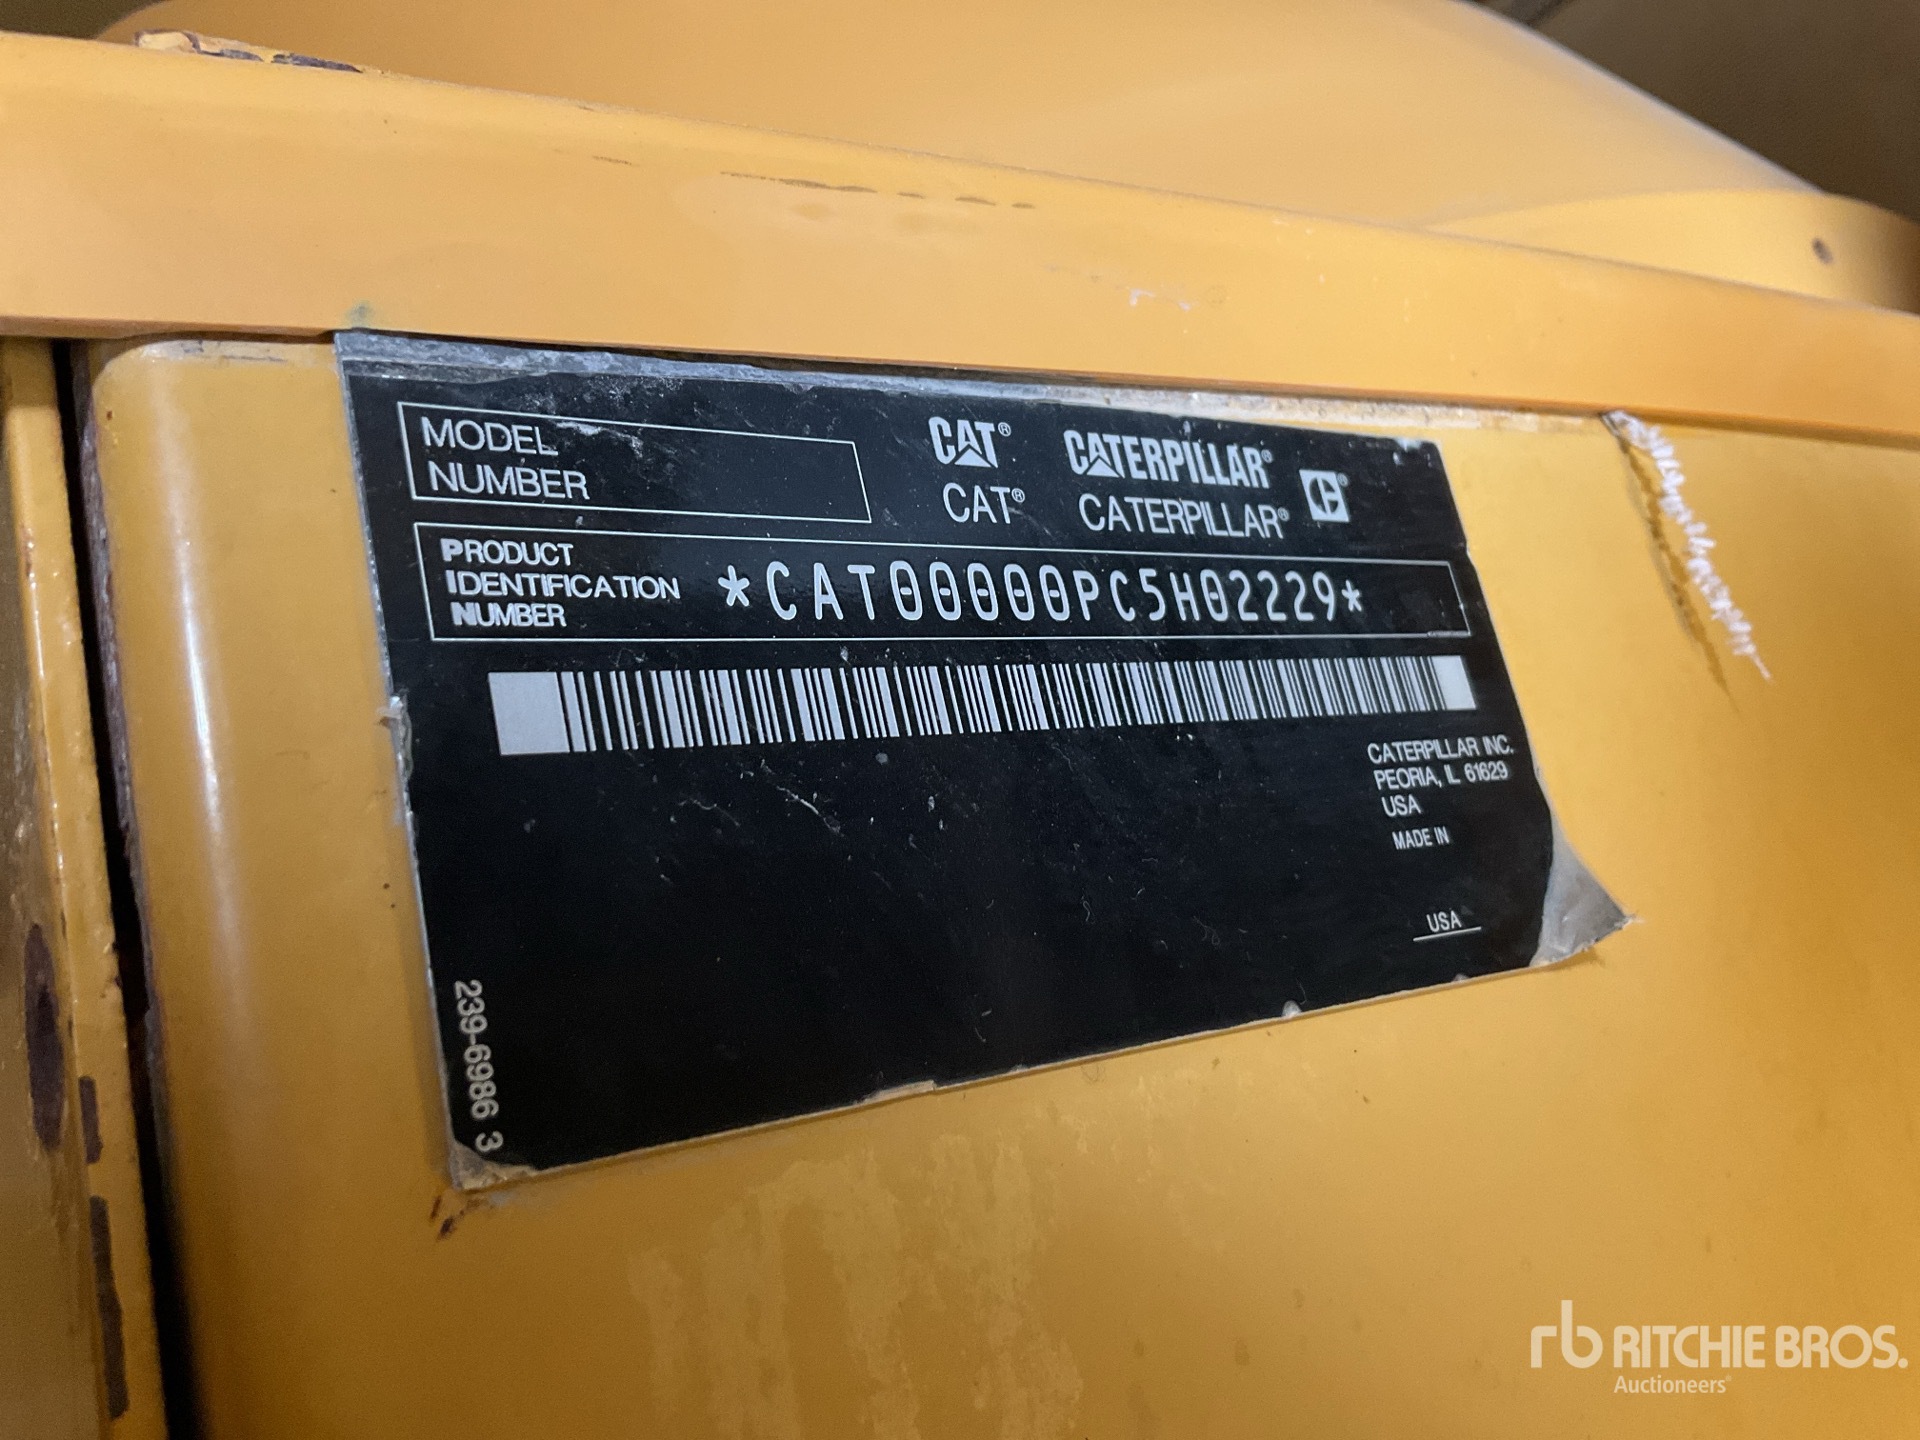 MODEL
NUMBER
CAT®
CATERPILLAR®
CAT®
CATERPILLAR®
C®
PRODUCT
IDENTIFICATION
NUMBER
*CAT00000PC5H02229*
CATERPILLAR INC.
PEORIA, IL 61629
USA
MADE IN
USA
239-6986 3
rb RITCHIE BROS.
Auctioneers®